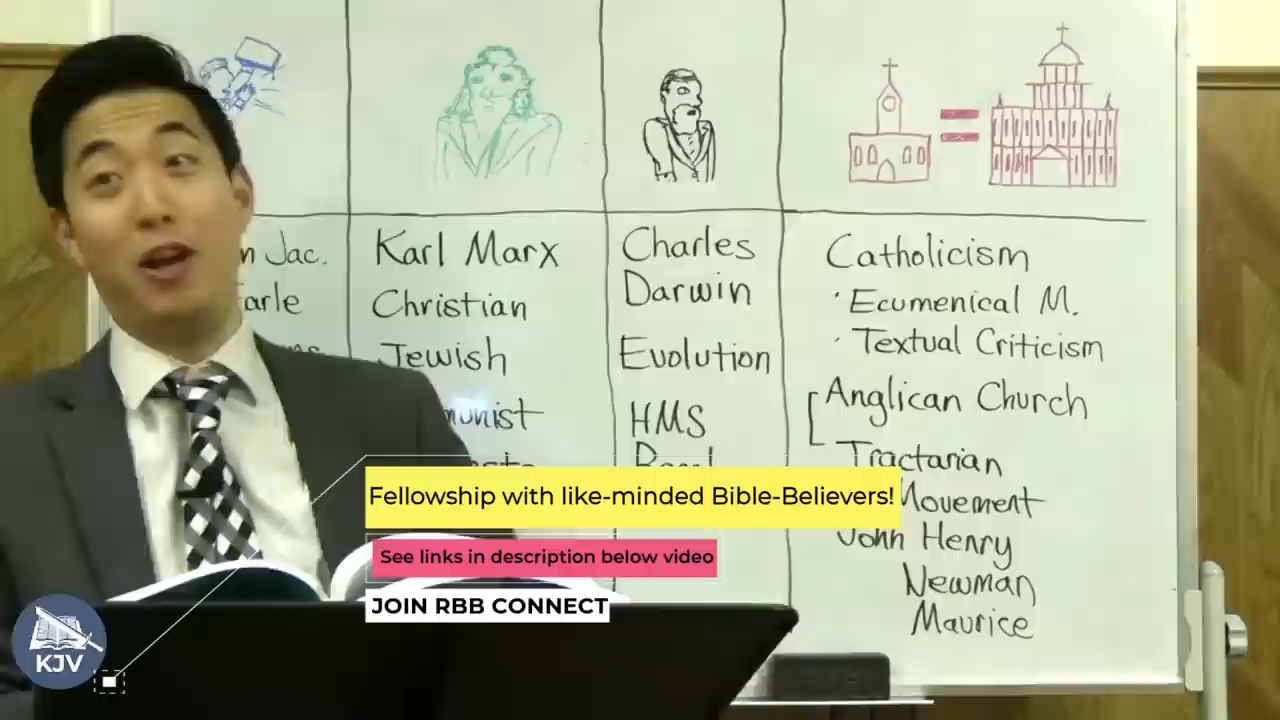 Jac.
Karl Marx
Christian
Jewish
Charles
Darwin
Evolution
HMS
Catholicism
· Ecumenical M.
· Textual Criticism
Anglican Church
Tractarian
Movement
John Henry
Newman
Maurice
Fellowship with like-minded Bible-Believers!
See links in description below video
JOIN RBB CONNECT
KJV